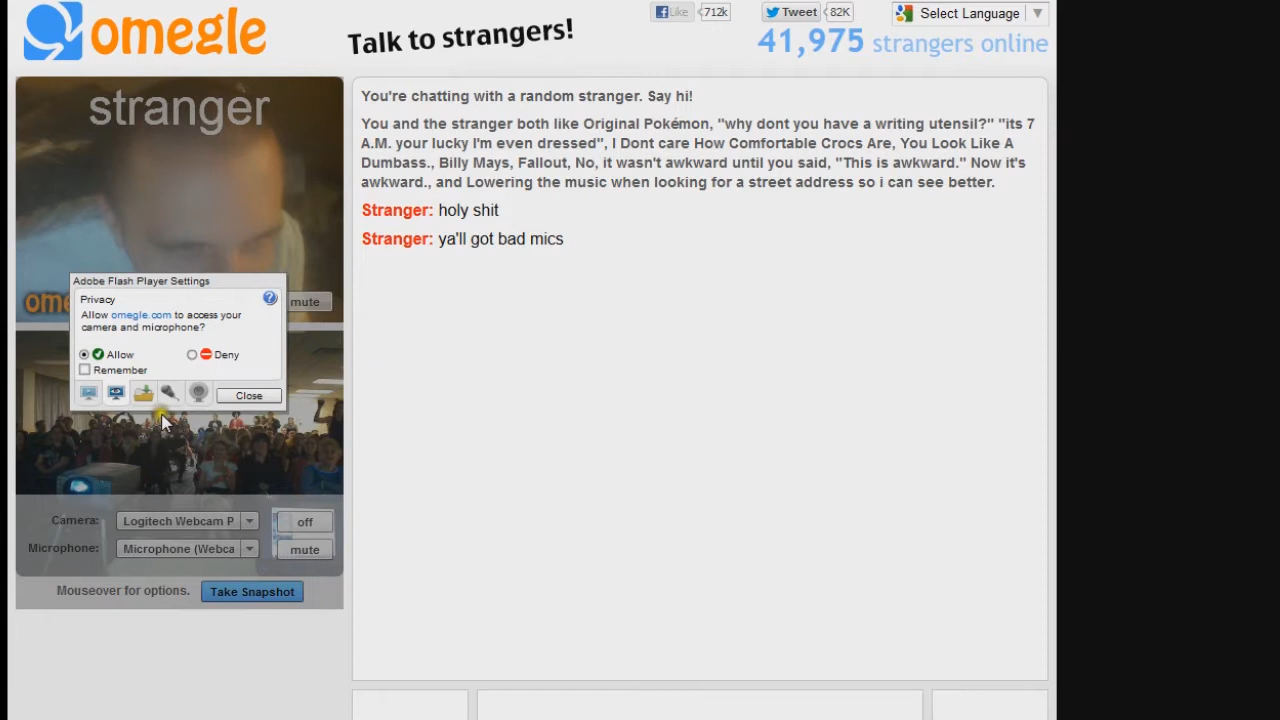 omegle
Talk to strangers!
Like 712k
Tweet 82K
Select Language
41,975 strangers online
stranger
You're chatting with a random stranger. Say hi!
You and the stranger both like Original Pokémon, "why dont you have a writing utensil?" "its 7
A.M. your lucky I'm even dressed", I Dont care How Comfortable Crocs Are, You Look Like A
Dumbass., Billy Mays, Fallout, No, it wasn't awkward until you said, "This is awkward." Now it's
awkward., and Lowering the music when looking for a street address so i can see better.
Stranger: holy shit
Stranger: ya'll got bad mics
Adobe Flash Player Settings
Privacy
Allow omegle.com to access your
camera and microphone?
Allow
Deny
Remember
Close
ome
mute
Camera: Logitech Webcam P off
Microphone: Microphone (Webca mute
Mouseover for options. Take Snapshot